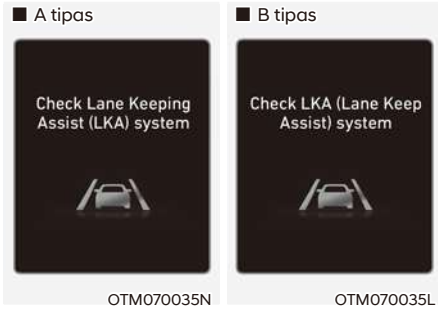 ■ A tipas
Check Lane Keeping
Assist (LKA) system
OTM070035N
■ B tipas
Check LKA (Lane Keep
Assist) system
OTM070035L